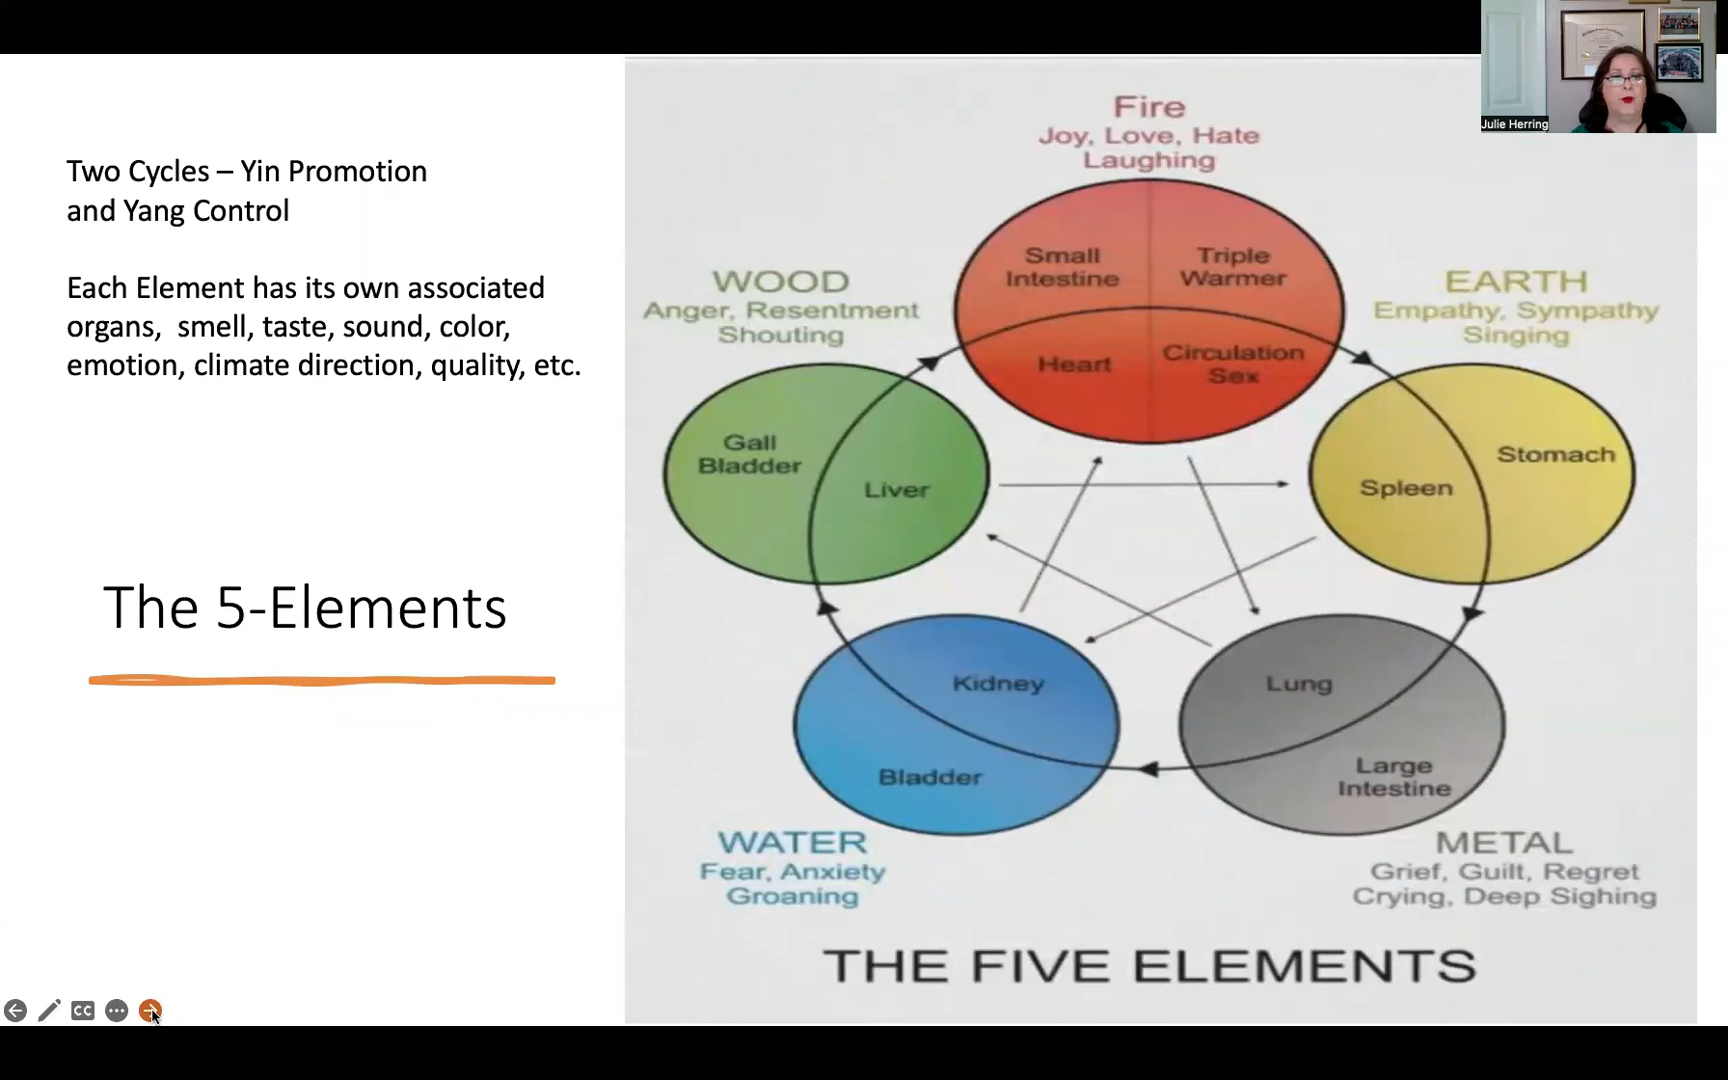 Julie Herring
Two Cycles – Yin Promotion
and Yang Control
Each Element has its own associated
organs,  smell, taste, sound, color,
emotion, climate direction, quality, etc.
The 5-Elements
Fire
Joy, Love, Hate
Laughing
Small
Intestine
Triple
Warmer
Heart
Circulation
Sex
WOOD
Anger, Resentment
Shouting
Gall
Bladder
Liver
EARTH
Empathy, Sympathy
Singing
Spleen
Stomach
Kidney
Bladder
WATER
Fear, Anxiety
Groaning
Lung
Large
Intestine
METAL
Grief, Guilt, Regret
Crying, Deep Sighing
THE FIVE ELEMENTS
CC